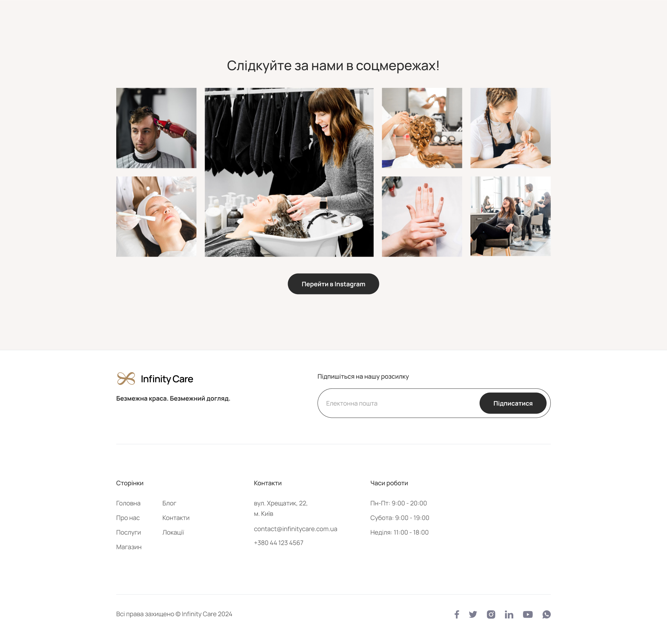 Слідкуйте за нами в соцмережах!
Перейти в Instagram
Infinity Care
Безмежна краса. Безмежний догляд.
Підпишіться на нашу розсилку
Електонна пошта
Підписатися
Сторінки
Головна
Про нас
Послуги
Магазин
Блог
Контакти
Локації
Контакти
вул. Хрещатик, 22,
м. Київ
contact@infinitycare.com.ua
+380 44 123 4567
Часи роботи
Пн-Пт: 9:00 - 20:00
Субота: 9:00 - 19:00
Неділя: 11:00 - 18:00
Всі права захищено © Infinity Care 2024